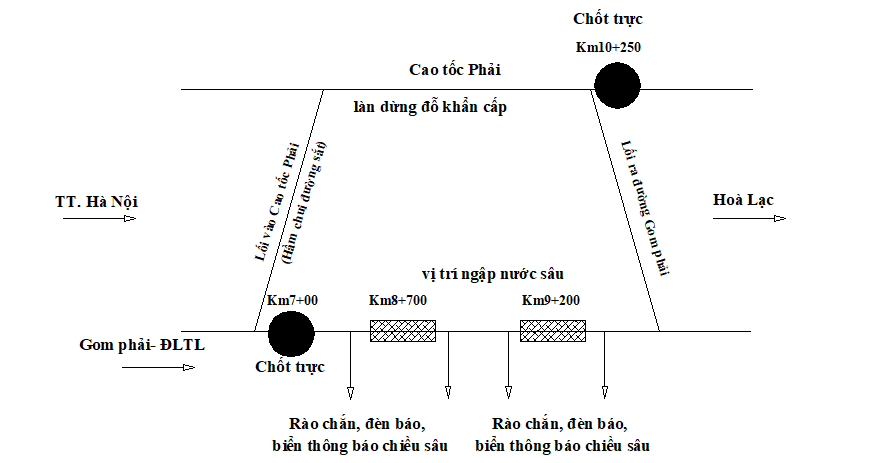 Chốt trực
Km10+250
Cao tốc Phải
làn dừng đỗ khẩn cấp
Lối vào Cao tốc Phải
(Hầm chui đường sắt)
Lối ra đường Gom phải
TT. Hà Nội
Hoà Lạc
vị trí ngập nước sâu
Km7+00
Km8+700
Km9+200
Gom phải- ĐLTL
Chốt trực
Rào chắn, đèn báo,
biển thông báo chiều sâu
Rào chắn, đèn báo,
biển thông báo chiều sâu